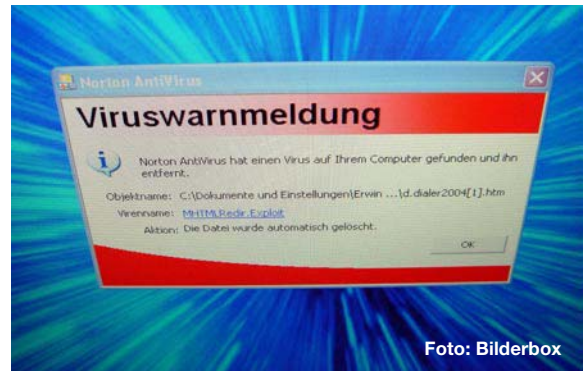 Norton AntiVirus
Viruswarnmeldung
Norton AntiVirus hat einen Virus auf Ihrem Computer gefunden und ihn
entfernt.
Objektname: C:\Dokumente und Einstellungen\Erwin ...\d.dialer2004[1].htm
Virenname: MHTMLRedir.Exploit
Aktion: Die Datei wurde automatisch gelöscht.
OK
Foto: Bilderbox